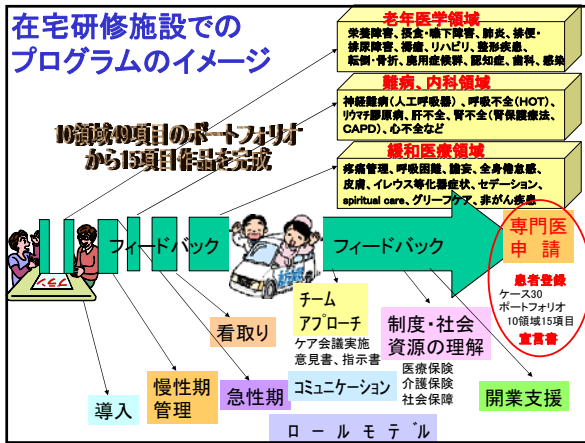 在宅研修施設での
プログラムのイメージ
老年医学領域
栄養障害、摂食・嚥下障害、肺炎、排便・
排尿障害、褥瘡、リハビリ、整形疾患、
転倒・骨折、廃用症候群、認知症、歯科、感染
難病、内科領域
神経難病(人工呼吸器)、呼吸不全(HOT)、
リウマチ膠原病、肝不全、腎不全(腎保護療法、
CAPD)、心不全など
10領域49項目のポートフォリオ
から15項目作品を完成
緩和医療領域
疼痛管理、呼吸困難、譫妄、全身倦怠感、
皮膚、イレウス等化器症状、セデーション、
spiritual care、グリーフケア、非がん疾患
フィードバック
フィードバック
専門医
申請
患者登録
ケース30
ポートフォリオ
10領域15項目
宣言書
プラン
看取り
チーム
アプローチ
ケア会議実施
意見書、指示書
制度・社会
資源の理解
医療保険
介護保険
社会保障
導入
慢性期
管理
急性期
コミュニケーション
開業支援
ロールモデル